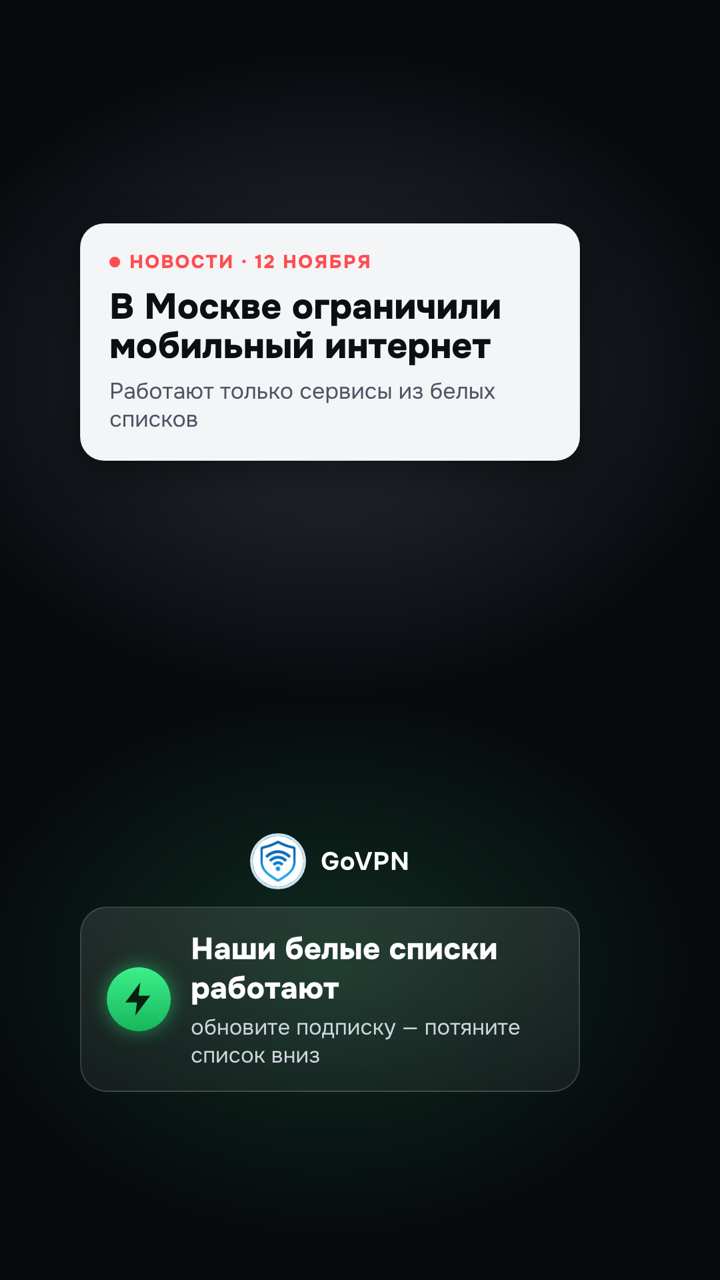 НОВОСТИ · 12 НОЯБРЯ
В Москве ограничили
мобильный интернет
Работают только сервисы из белых
списков
GoVPN
Наши белые списки
работают
обновите подписку — потяните
список вниз